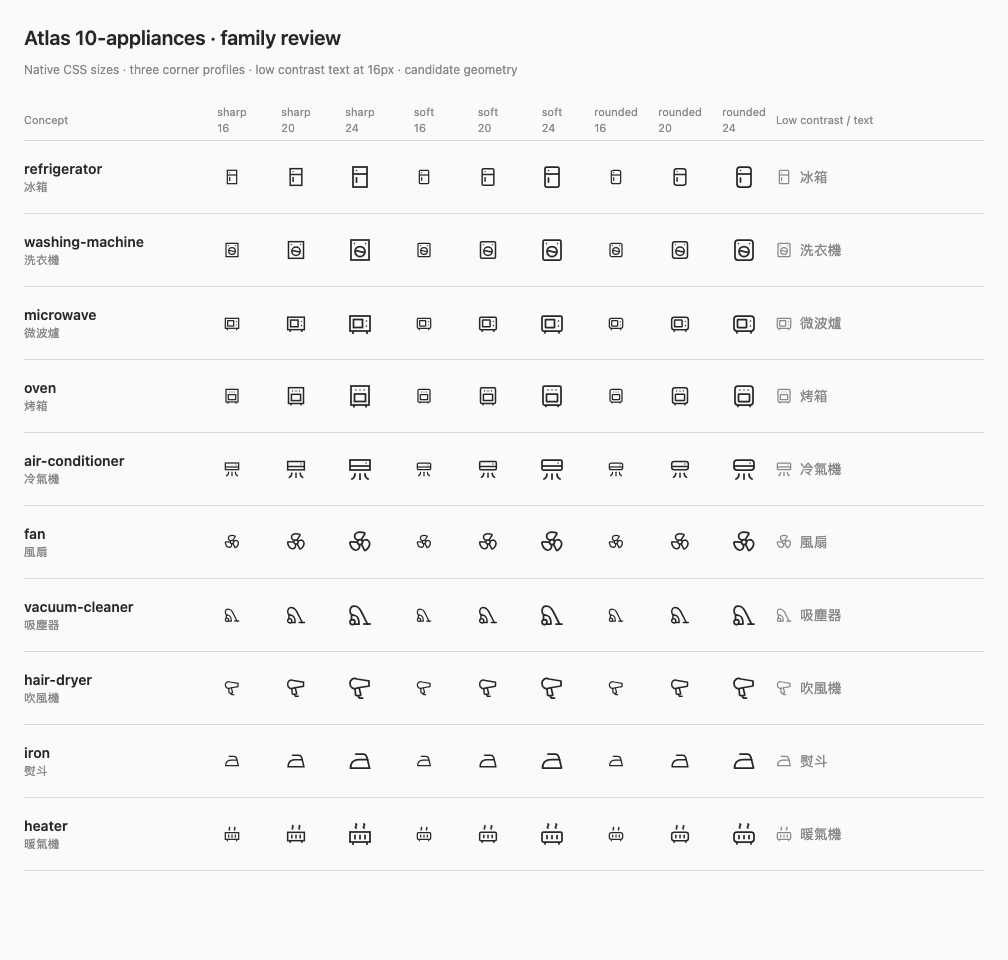 Atlas 10-appliances · family review
Native CSS sizes · three corner profiles · low contrast text at 16px · candidate geometry
Concept sharp 16 sharp 20 sharp 24 soft 16 soft 20 soft 24 rounded 16 rounded 20 rounded 24 Low contrast / text
refrigerator
冰箱 冰箱
washing-machine
洗衣機 洗衣機
microwave
微波爐 微波爐
oven
烤箱 烤箱
air-conditioner
冷氣機 冷氣機
fan
風扇 風扇
vacuum-cleaner
吸塵器 吸塵器
hair-dryer
吹風機 吹風機
iron
熨斗 熨斗
heater
暖氣機 暖氣機